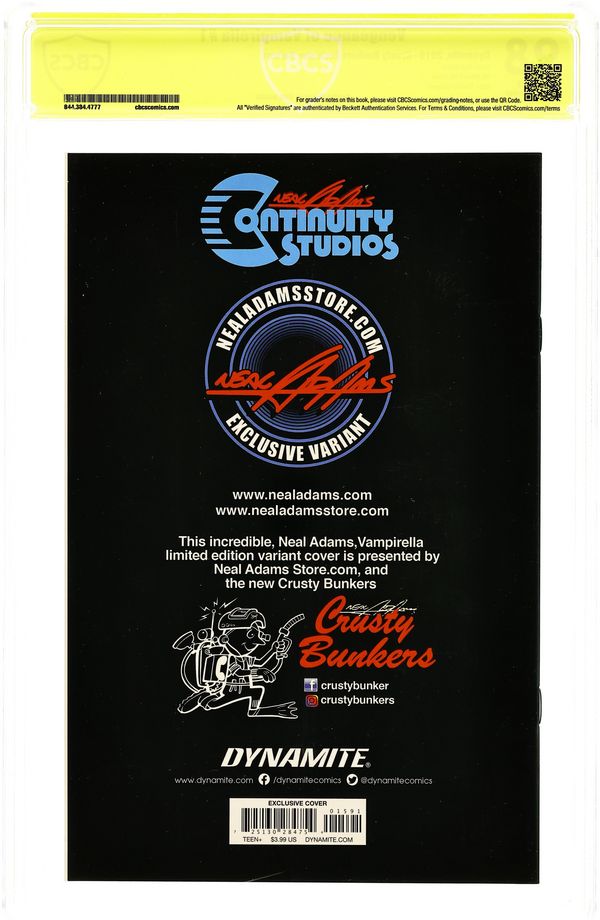 CBCS
For grader's notes on this book, please visit CBCScomics.com/grading-notes, or use the QR Code.
844.384.4777
cbcscomics.com
All "Verified Signatures" are authenticated by Beckett Authentication Services. For Terms & Conditions, please visit CBCScomics.com/terms
NEAL ADAMS
CONTINUITY
STUDIOS
NEALADAMSSTORE.COM
NEAL ADAMS
EXCLUSIVE VARIANT
www.nealadams.com
www.nealadamsstore.com
This incredible, Neal Adams,Vampirella
limited edition variant cover is presented by
Neal Adams Store.com, and
the new Crusty Bunkers
NEAL ADAMS
Crusty
Bunkers
crustybunker
crustybunkers
DYNAMITE®
www.dynamite.com /dynamitecomics @dynamitecomics
EXCLUSIVE COVER
01591
7 25130 28475
TEEN+ $3.99 US DYNAMITE.COM